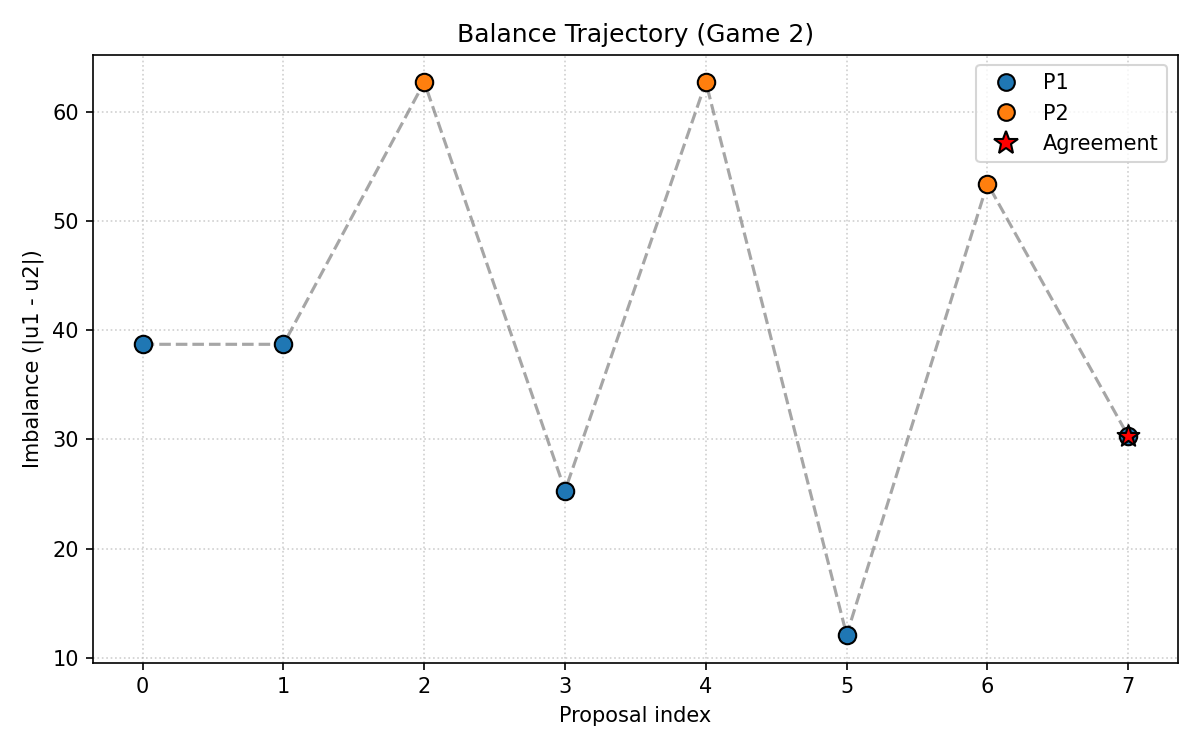 Balance Trajectory (Game 2)
P1
P2
Agreement
Imbalance (|u1 - u2|)
60
50
40
30
20
10
0 1 2 3 4 5 6 7
Proposal index